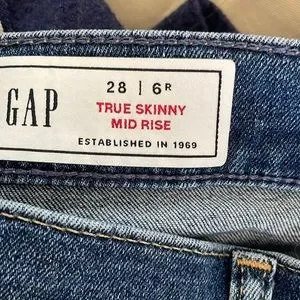 GAP
28 | 6R
TRUE SKINNY
MID RISE
ESTABLISHED IN 1969